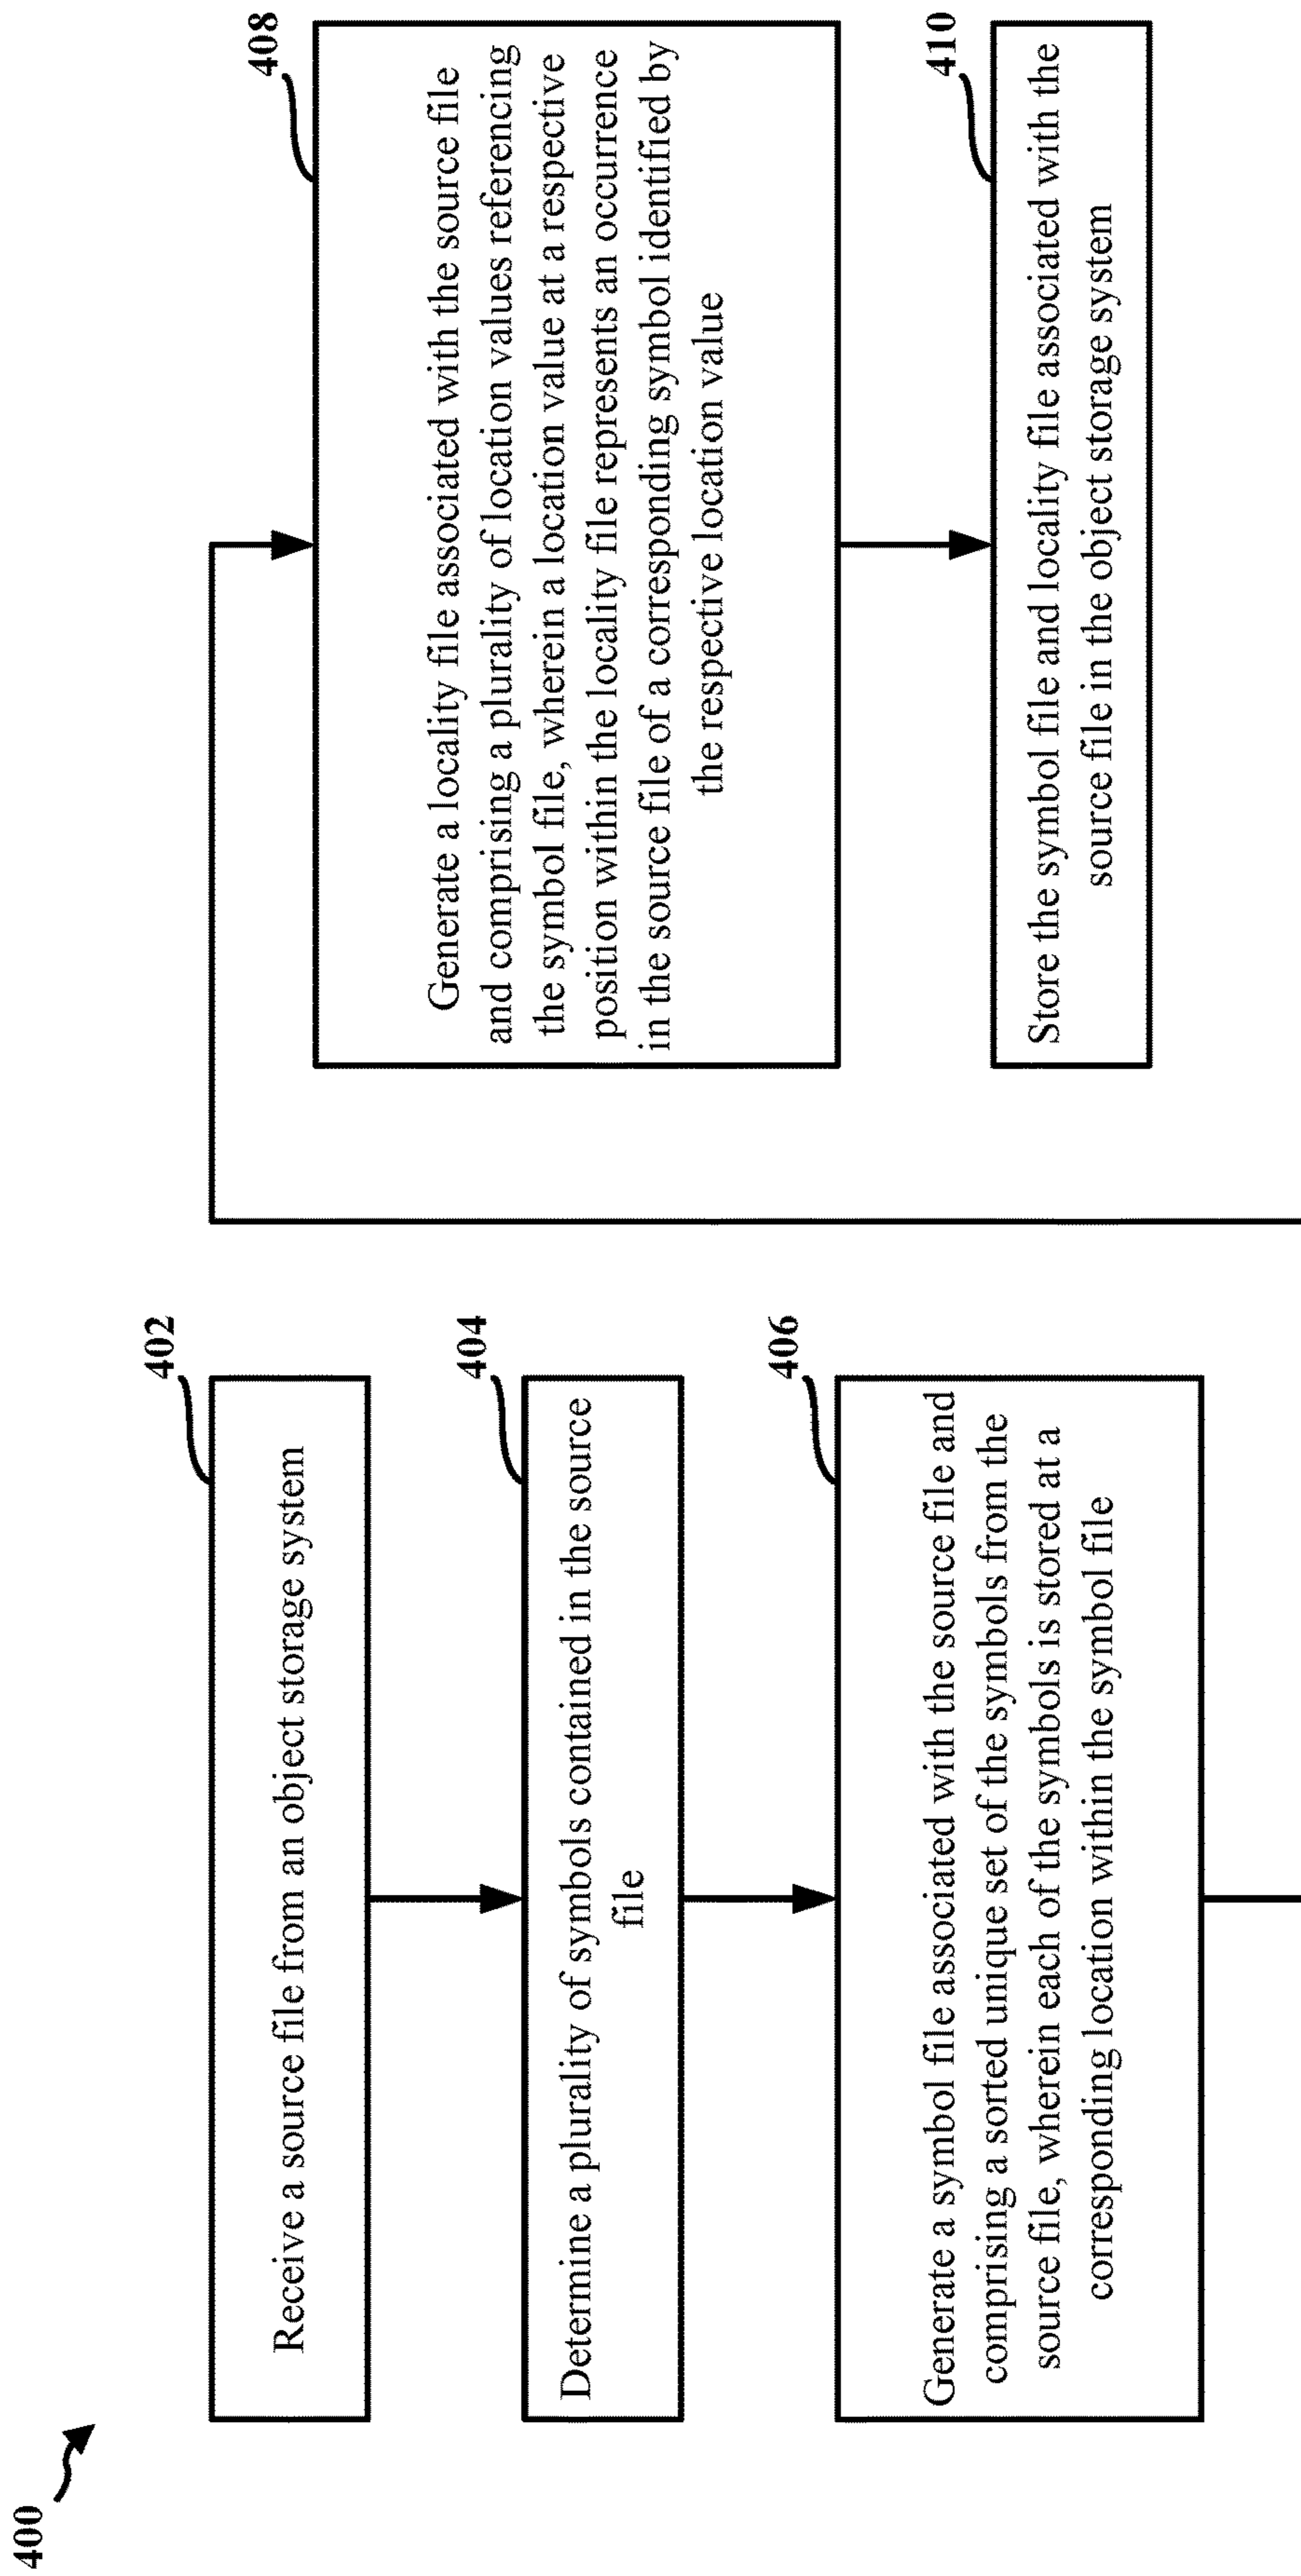 400
402
Receive a source file from an object storage system
404
Determine a plurality of symbols contained in the source
file
406
Generate a symbol file associated with the source file and
comprising a sorted unique set of the symbols from the
source file, wherein each of the symbols is stored at a
corresponding location within the symbol file
408
Generate a locality file associated with the source file
and comprising a plurality of location values referencing
the symbol file, wherein a location value at a respective
position within the locality file represents an occurrence
in the source file of a corresponding symbol identified by
the respective location value
410
Store the symbol file and locality file associated with the
source file in the object storage system